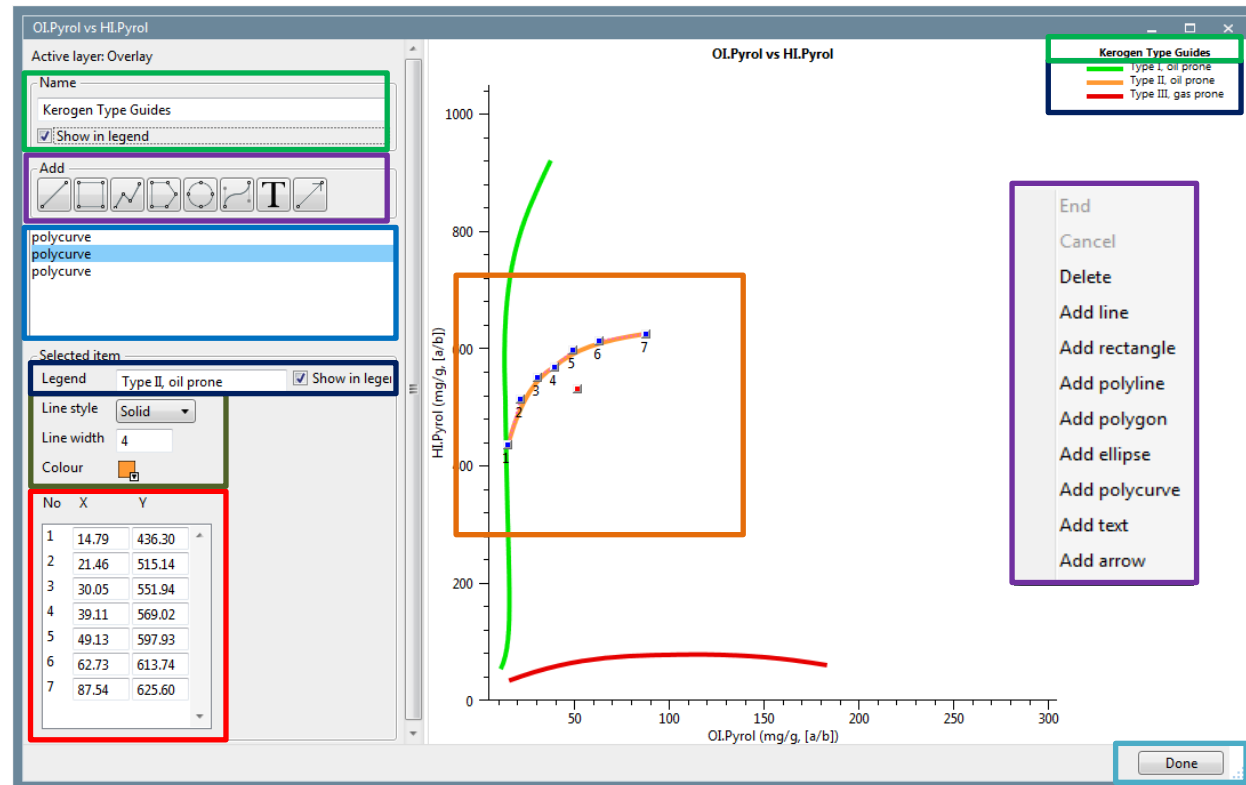 OI.Pyrol vs HI.Pyrol
Active layer: Overlay
Name
Kerogen Type Guides
Show in legend
Add
T
polycurve
polycurve
polycurve
Selected item
Legend Type II, oil prone Show in leger
Line style Solid
Line width 4
Colour
No X Y
1 14.79 436.30
2 21.46 515.14
3 30.05 551.94
4 39.11 569.02
5 49.13 597.93
6 62.73 613.74
7 87.54 625.60
OI.Pyrol vs HI.Pyrol
Kerogen Type Guides
Type I, oil prone
Type II, oil prone
Type III, gas prone
HI.Pyrol (mg/g, [a/b])
1000
800
600
400
200
0
1
2
3
4
5
6
7
50 100 150 200 250 300
OI.Pyrol (mg/g, [a/b])
End
Cancel
Delete
Add line
Add rectangle
Add polyline
Add polygon
Add ellipse
Add polycurve
Add text
Add arrow
Done